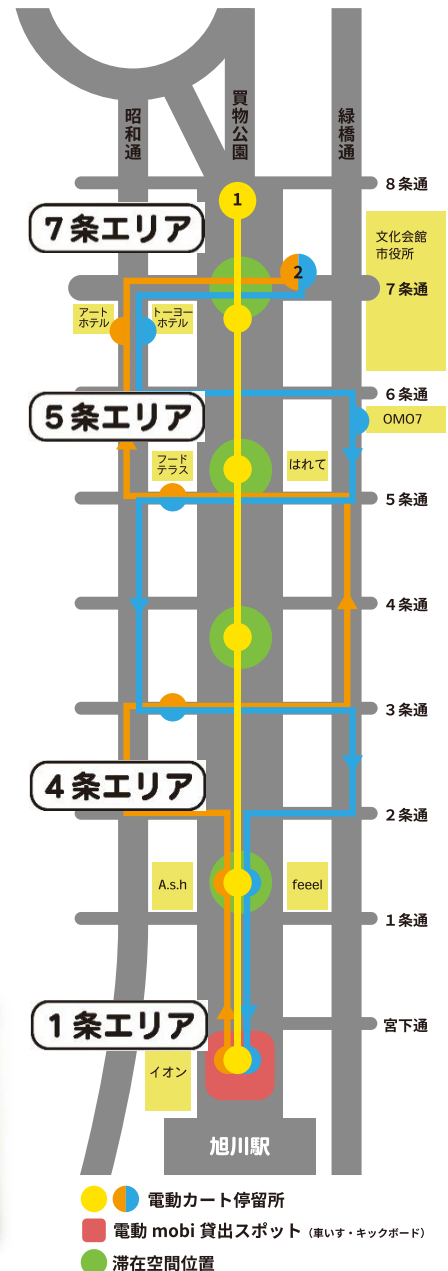 昭和通
買物公園
緑橋通
8条通
1
7条エリア
文化会館
市役所
2
7条通
アート
ホテル
トーヨー
ホテル
6条通
5条エリア
OMO7
フード
テラス
はれて
5条通
4条通
3条通
4条エリア
2条通
A.s.h
feeel
1条通
1条エリア
宮下通
イオン
旭川駅
電動カート停留所
電動 mobi 貸出スポット（車いす・キックボード）
滞在空間位置